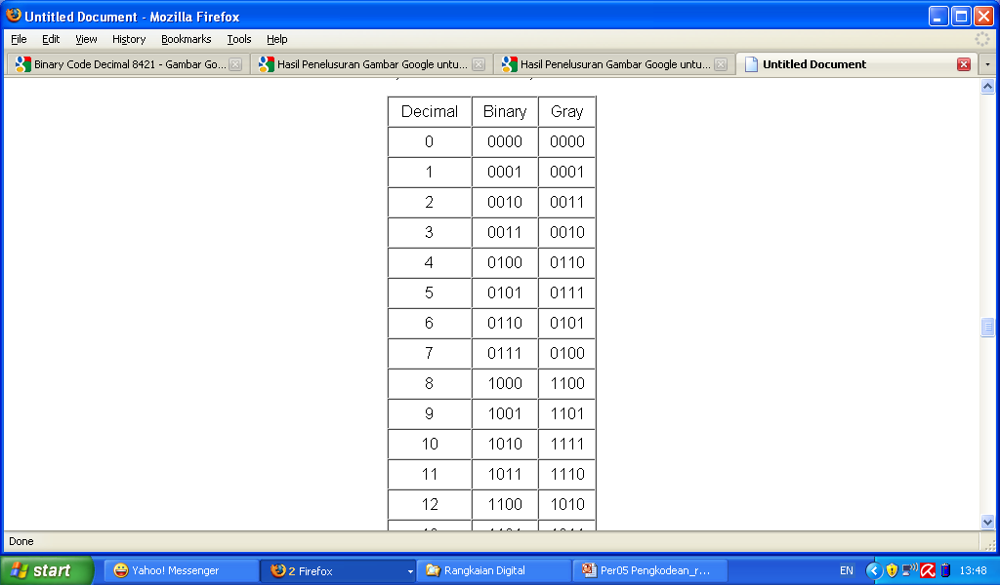 Untitled Document - Mozilla Firefox
File Edit View History Bookmarks Tools Help
Binary Code Decimal 8421 - Gambar Go... Hasil Penelusuran Gambar Google untu... Hasil Penelusuran Gambar Google untu... Untitled Document
Decimal Binary Gray
0 0000 0000
1 0001 0001
2 0010 0011
3 0011 0010
4 0100 0110
5 0101 0111
6 0110 0101
7 0111 0100
8 1000 1100
9 1001 1101
10 1010 1111
11 1011 1110
12 1100 1010
Done
start Yahoo! Messenger 2 Firefox Rangkaian Digital Per05 Pengkodean_r... EN 13:48